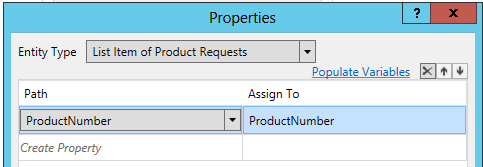 Properties
?
x
Entity Type List Item of Product Requests
Populate Variables
Path Assign To
ProductNumber ProductNumber
Create Property